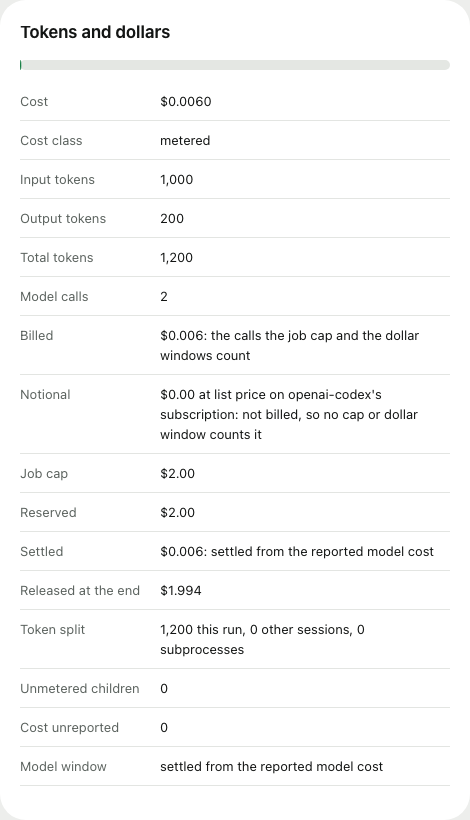 Tokens and dollars
Cost $0.0060
Cost class metered
Input tokens 1,000
Output tokens 200
Total tokens 1,200
Model calls 2
Billed $0.006: the calls the job cap and the dollar
windows count
Notional $0.00 at list price on openai-codex's
subscription: not billed, so no cap or dollar
window counts it
Job cap $2.00
Reserved $2.00
Settled $0.006: settled from the reported model cost
Released at the end $1.994
Token split 1,200 this run, 0 other sessions, 0
subprocesses
Unmetered children 0
Cost unreported 0
Model window settled from the reported model cost